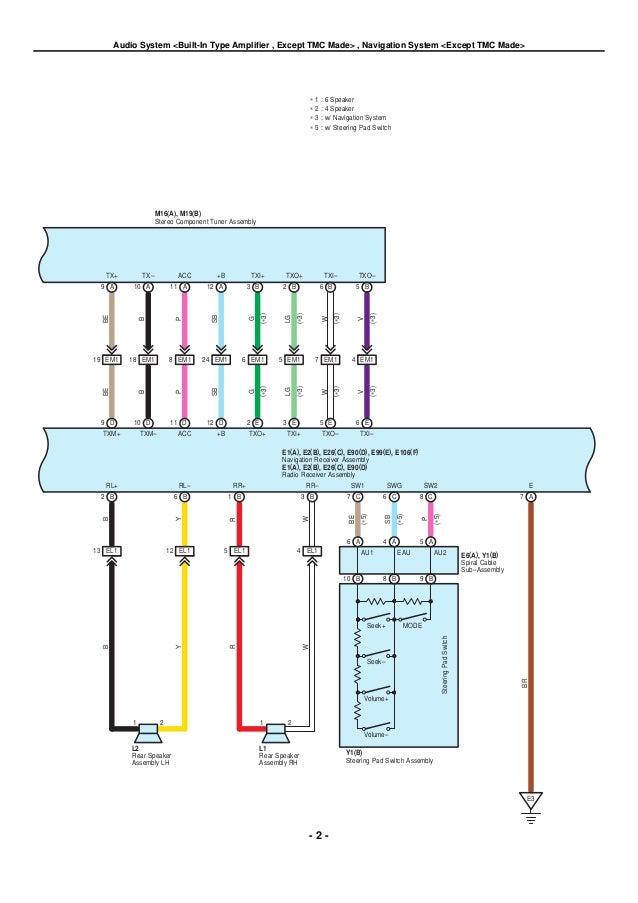 Audio System <Built-In Type Amplifier , Except TMC Made> , Navigation System <Except TMC Made>
∗ 1 : 6 Speaker
∗ 2 : 4 Speaker
∗ 3 : w/ Navigation System
∗ 5 : w/ Steering Pad Switch
M16(A), M19(B)
Stereo Component Tuner Assembly
TX+ TX– ACC +B TXI+ TXO+ TXI– TXO–
9 A 10 A 11 A 12 A 3 B 2 B 6 B 5 B
BE B P SB G (∗3) LG (∗3) W (∗3) V (∗3)
19 EM1 18 EM1 8 EM1 24 EM1 6 EM1 5 EM1 7 EM1 4 EM1
BE B P SB G (∗3) LG (∗3) W (∗3) V (∗3)
9 D 10 D 11 D 12 D 2 E 3 E 5 E 6 E
TXM+ TXM– ACC +B TXO+ TXI+ TXO– TXI–
E1(A), E2(B), E26(C), E90(D), E99(E), E106(F)
Navigation Receiver Assembly
E1(A), E2(B), E26(C), E90(D)
Radio Receiver Assembly
RL+ RL– RR+ RR– SW1 SWG SW2 E
2 B 6 B 1 B 3 B 7 C 6 C 8 C 7 A
B Y R W BE (∗5) SB (∗5) P (∗5)
6 A 4 A 5 A
13 EL1 12 EL1 5 EL1 4 EL1 AU1 EAU AU2
E6(A), Y1(B)
Spiral Cable
Sub–Assembly
10 B 8 B 9 B
Seek+ MODE
B Y R W Seek– Steering Pad Switch
BR
Volume+
1 2 1 2
Volume–
L2
Rear Speaker
Assembly LH
L1
Rear Speaker
Assembly RH
Y1(B)
Steering Pad Switch Assembly
E3
- 2 -